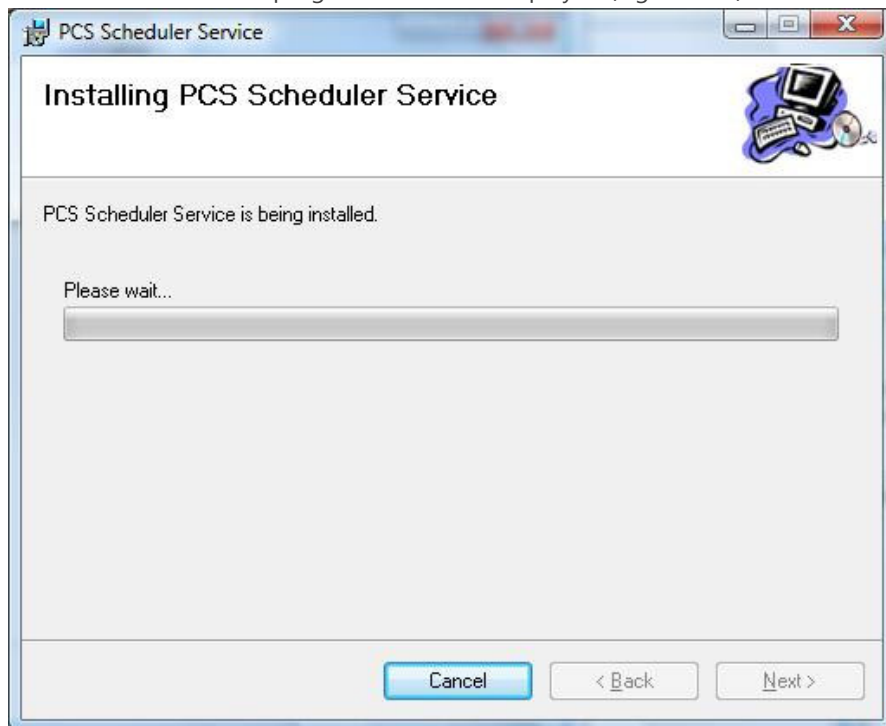 PCS Scheduler Service
Installing PCS Scheduler Service
PCS Scheduler Service is being installed.
Please wait...
Cancel
< Back
Next >